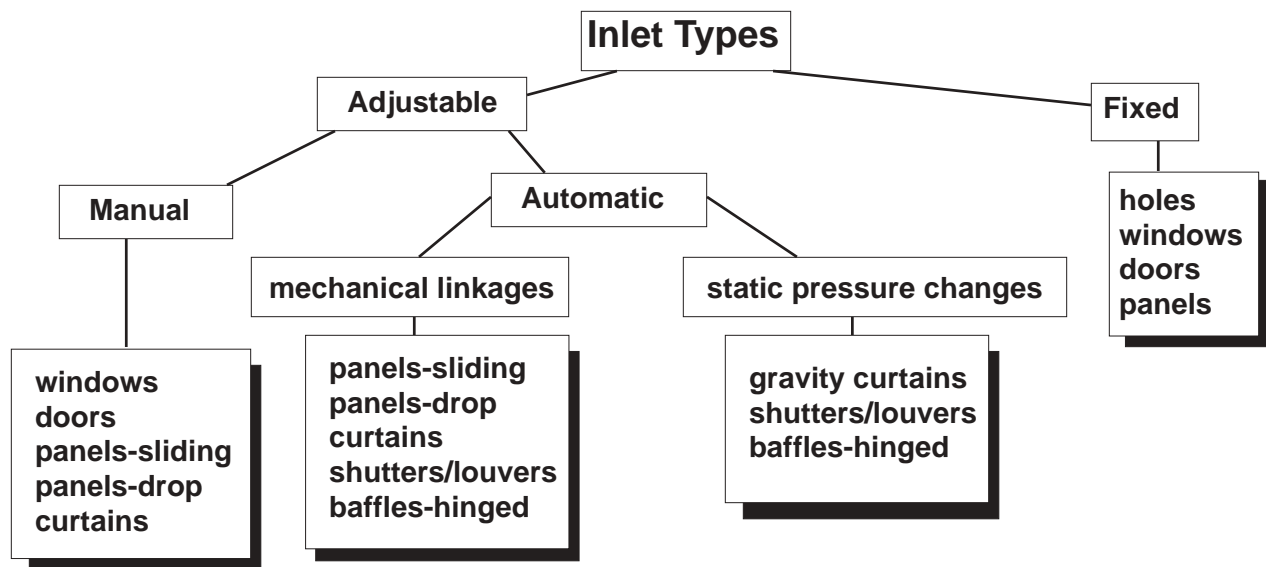 Inlet Types
Adjustable
Fixed
Manual
Automatic
holes
windows
doors
panels
mechanical linkages
static pressure changes
windows
doors
panels-sliding
panels-drop
curtains
panels-sliding
panels-drop
curtains
shutters/louvers
baffles-hinged
gravity curtains
shutters/louvers
baffles-hinged